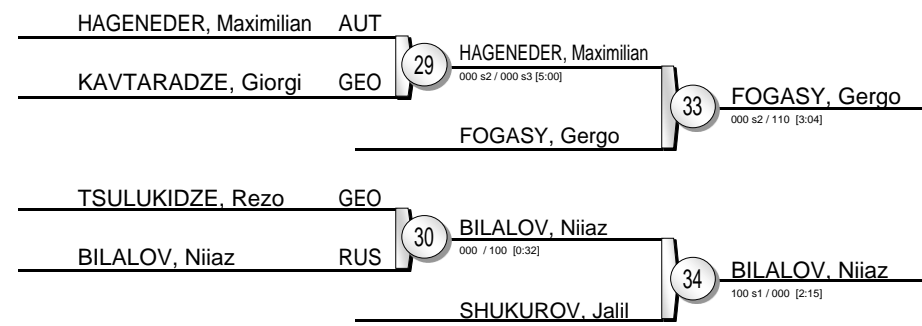 HAGENEDER, Maximilian AUT
KAVTARADZE, Giorgi GEO
29
HAGENEDER, Maximilian
000 s2 / 000 s3 [5:00]
FOGASY, Gergo
33
FOGASY, Gergo
000 s2 / 110 [3:04]
TSULUKIDZE, Rezo GEO
BILALOV, Niiaz RUS
30
BILALOV, Niiaz
000 / 100 [0:32]
SHUKUROV, Jalil
34
BILALOV, Niiaz
100 s1 / 000 [2:15]